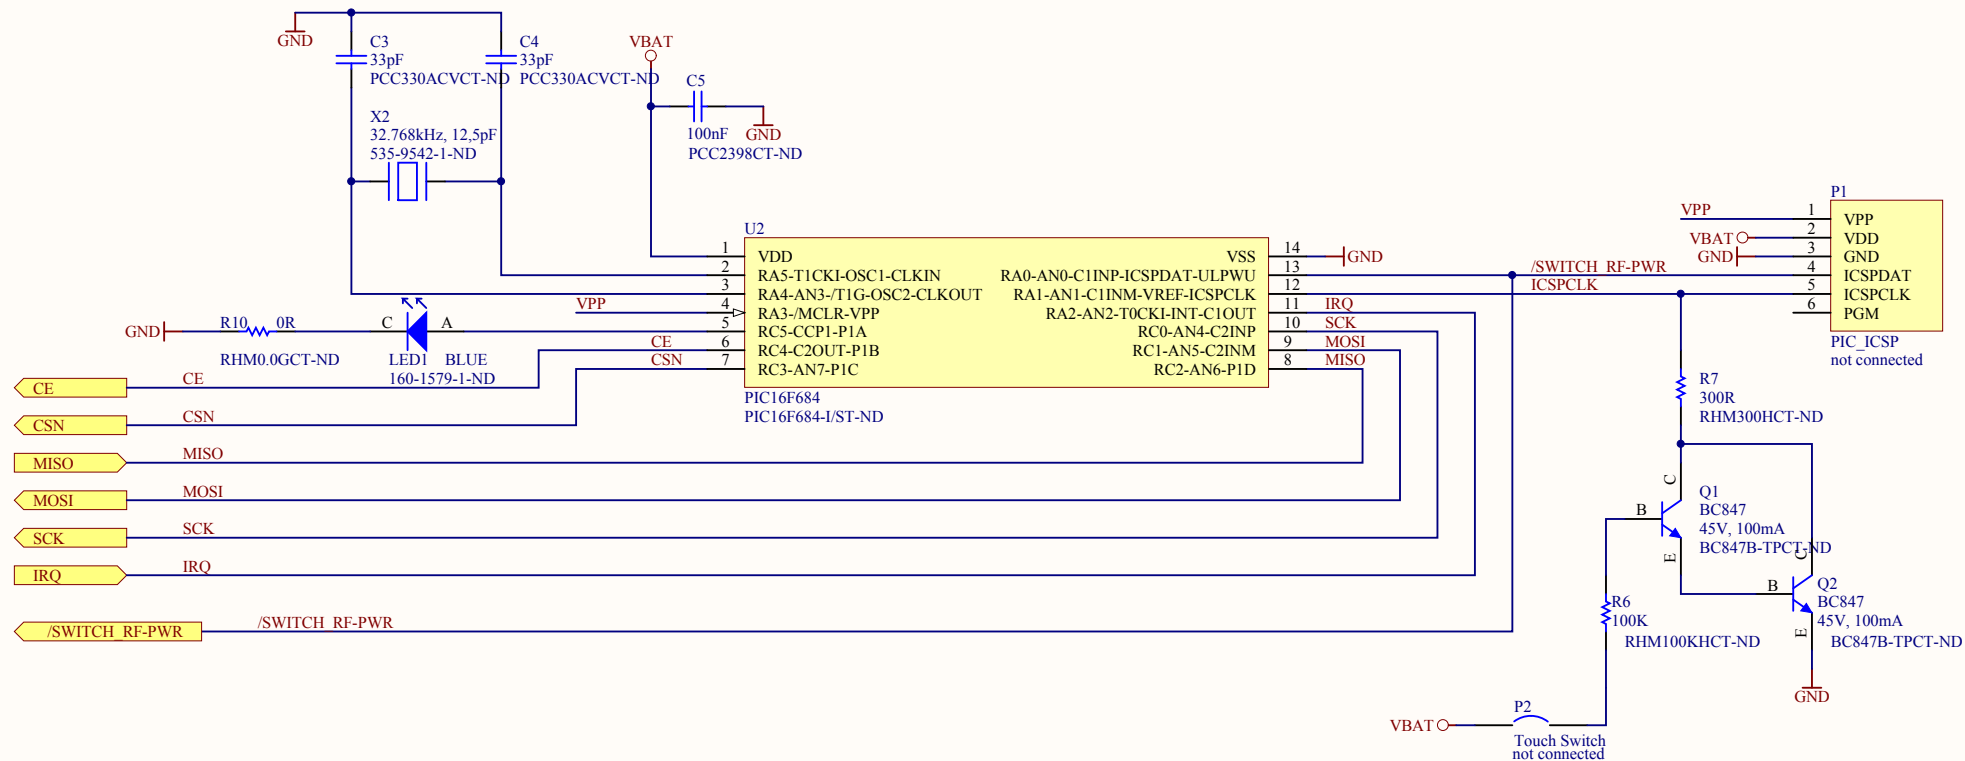 GND
C3
33pF
PCC330ACVCT-ND
C4
33pF
PCC330ACVCT-ND
X2
32.768kHz, 12,5pF
535-9542-1-ND
VBAT
C5
100nF
GND
PCC2398CT-ND
U2
1 VDD
2 RA5-T1CKI-OSC1-CLKIN
3 RA4-AN3-/T1G-OSC2-CLKOUT
VPP 4 RA3-/MCLR-VPP
5 RC5-CCP1-P1A
CE 6 RC4-C2OUT-P1B
CSN 7 RC3-AN7-P1C
VSS 14 GND
RA0-AN0-C1INP-ICSPDAT-ULPWU 13
RA1-AN1-C1INM-VREF-ICSPCLK 12
RA2-AN2-T0CKI-INT-C1OUT 11 IRQ
RC0-AN4-C2INP 10 SCK
RC1-AN5-C2INM 9 MOSI
RC2-AN6-P1D 8 MISO
PIC16F684
PIC16F684-I/ST-ND
GND
R10 0R
RHM0.0GCT-ND
C A
LED1 BLUE
160-1579-1-ND
P1
VPP 1 VPP
VBAT 2 VDD
GND 3 GND
/SWITCH_RF-PWR 4 ICSPDAT
ICSPCLK 5 ICSPCLK
6 PGM
PIC_ICSP
not connected
CE CE
CSN CSN
MISO MISO
MOSI MOSI
SCK SCK
IRQ IRQ
/SWITCH_RF-PWR /SWITCH_RF-PWR
R7
300R
RHM300HCT-ND
C
B
E
Q1
BC847
45V, 100mA
BC847B-TPCT-ND
C
B
E
Q2
BC847
45V, 100mA
BC847B-TPCT-ND
GND
R6
100K
RHM100KHCT-ND
VBAT
P2
Touch Switch
not connected